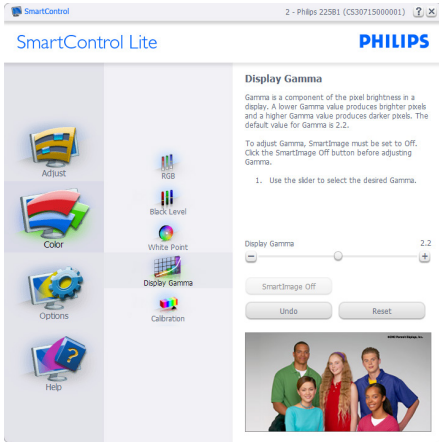 SmartControl
2 - Philips 225B1 (CS30715000001)
?
SmartControl Lite
PHILIPS
Adjust
Color
Options
Help
RGB
Black Level
White Point
Display Gamma
Calibration
Display Gamma
Gamma is a component of the pixel brightness in a
display. A lower Gamma value produces brighter pixels
and a higher Gamma value produces darker pixels. The
default value for Gamma is 2.2.
To adjust Gamma, SmartImage must be set to Off.
Click the SmartImage Off button before adjusting
Gamma.
1. Use the slider to select the desired Gamma.
Display Gamma 2.2
SmartImage Off
Undo Reset